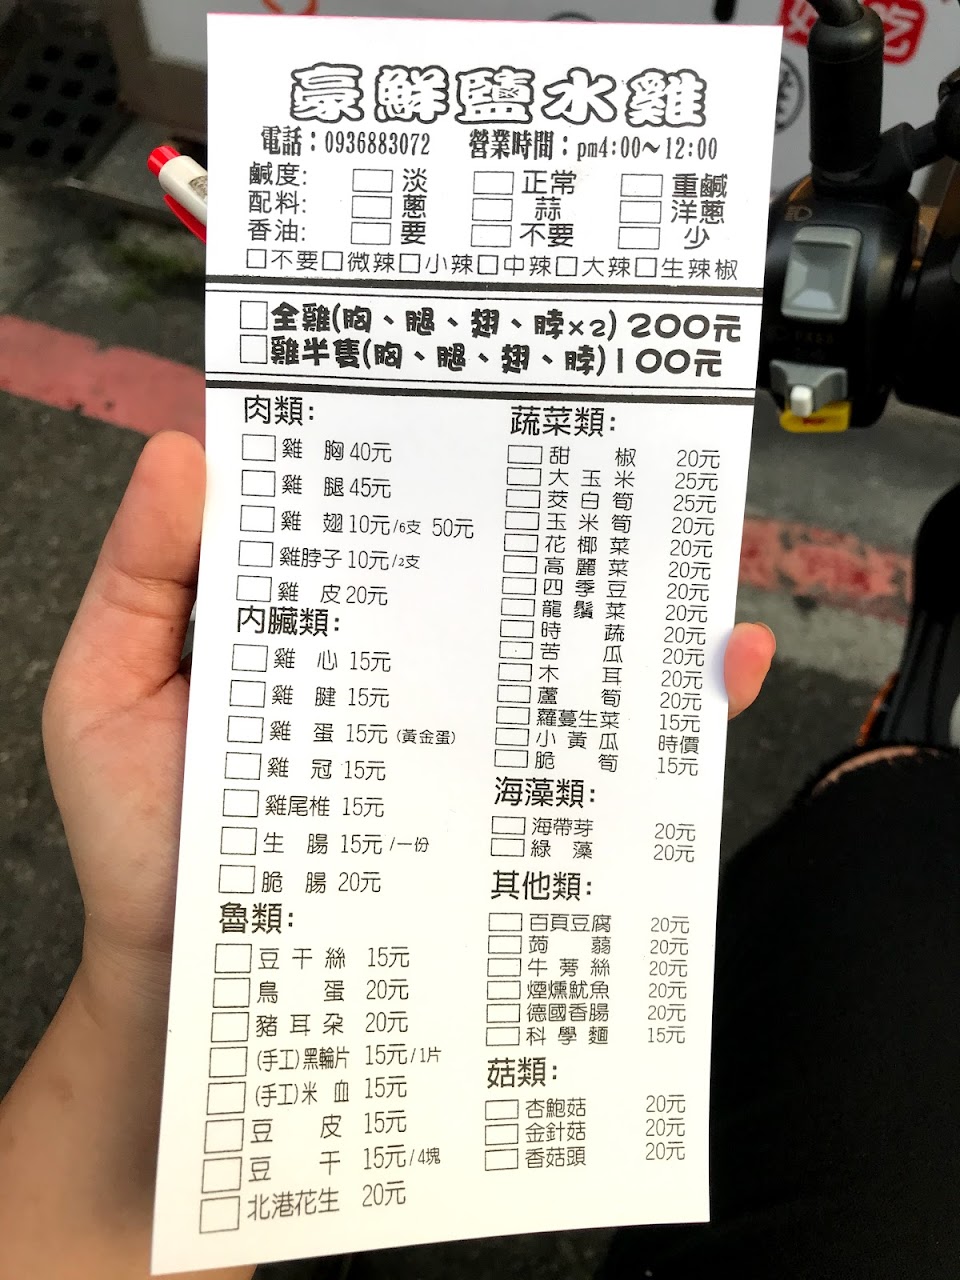 豪鮮鹽水雞
電話：0936883072 營業時間：pm4:00～12:00
鹹度： 淡 正常 重鹹
配料： 蔥 蒜 洋蔥
香油： 要 不要 少
不要 微辣 小辣 中辣 大辣 生辣椒
全雞(胸、腿、翅、脖x2) 200元
雞半隻(胸、腿、翅、脖)100元
肉類：
雞 胸 40元
雞 腿 45元
雞 翅 10元/6支 50元
雞脖子 10元/2支
雞 皮 20元
內臟類：
雞 心 15元
雞 腱 15元
雞 蛋 15元(黃金蛋)
雞 冠 15元
雞尾椎 15元
生 腸 15元/一份
脆 腸 20元
魯類：
豆干絲 15元
鳥 蛋 20元
豬耳朵 20元
(手工)黑輪片 15元/1片
(手工)米 血 15元
豆 皮 15元
豆 干 15元/4塊
北港花生 20元
蔬菜類：
甜 椒 20元
大玉米 25元
茭白筍 25元
玉米筍 20元
花椰菜 20元
高麗菜 20元
四季豆 20元
龍鬚菜 20元
時 蔬 20元
苦 瓜 20元
木 耳 20元
蘆 筍 20元
蘿蔓生菜 15元
小黃瓜 時價
脆 筍 15元
海藻類：
海帶芽 20元
綠 藻 20元
其他類：
百頁豆腐 20元
蒟 蒻 20元
牛蒡絲 20元
煙燻魷魚 20元
德國香腸 20元
科學麵 15元
菇類：
杏鮑菇 20元
金針菇 20元
香菇頭 20元